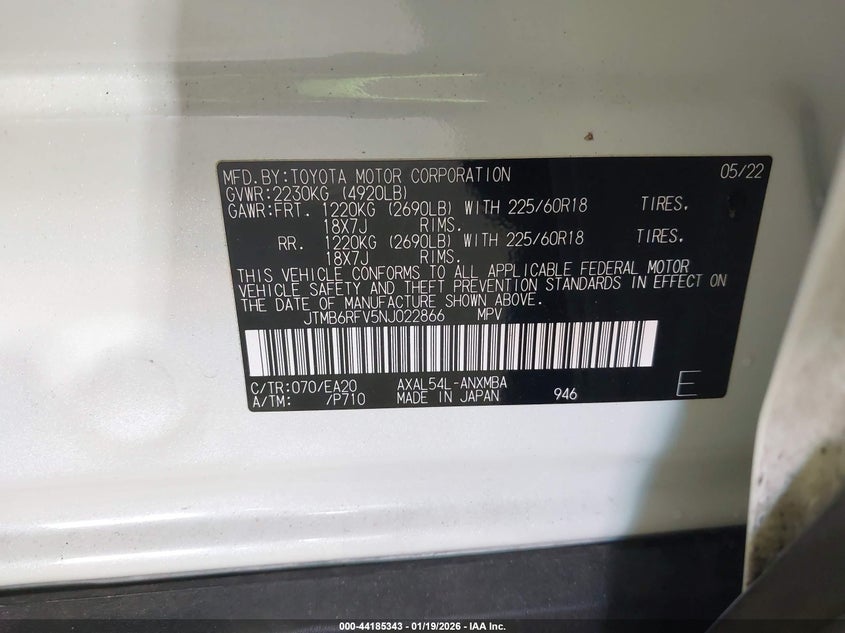 MFD.BY:TOYOTA MOTOR CORPORATION 05/22
GVWR:2230KG (4920LB)
GAWR:FRT. 1220KG (2690LB) WITH 225/60R18 TIRES.
18X7J RIMS.
RR. 1220KG (2690LB) WITH 225/60R18 TIRES.
18X7J RIMS.
THIS VEHICLE CONFORMS TO ALL APPLICABLE FEDERAL MOTOR
VEHICLE SAFETY AND THEFT PREVENTION STANDARDS IN EFFECT ON
THE DATE OF MANUFACTURE SHOWN ABOVE.
JTMB6RFV5NJ022866 MPV
C/TR:070/EA20 AXAL54L-ANXMBA
A/TM: /P710 MADE IN JAPAN 946 E
000-44185343 - 01/19/2026 - IAA Inc.